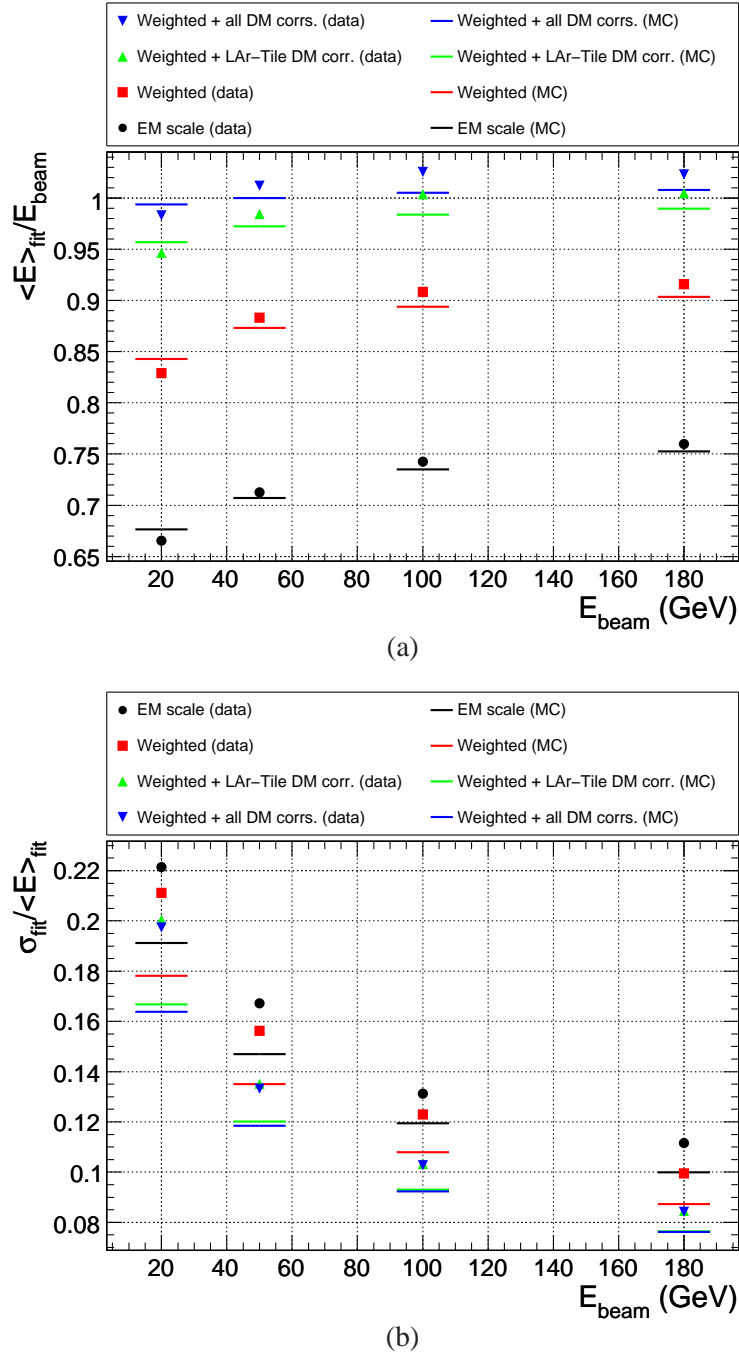 Weighted + all DM corrs. (data) Weighted + all DM corrs. (MC)
Weighted + LAr−Tile DM corr. (data) Weighted + LAr−Tile DM corr. (MC)
Weighted (data) Weighted (MC)
EM scale (data) EM scale (MC)
<E>fit/Ebeam
1
0.95
0.9
0.85
0.8
0.75
0.7
0.65
20 40 60 80 100 120 140 160 180
Ebeam (GeV)
(a)
EM scale (data) EM scale (MC)
Weighted (data) Weighted (MC)
Weighted + LAr−Tile DM corr. (data) Weighted + LAr−Tile DM corr. (MC)
Weighted + all DM corrs. (data) Weighted + all DM corrs. (MC)
σfit/<E>fit
0.22
0.2
0.18
0.16
0.14
0.12
0.1
0.08
20 40 60 80 100 120 140 160 180
Ebeam (GeV)
(b)